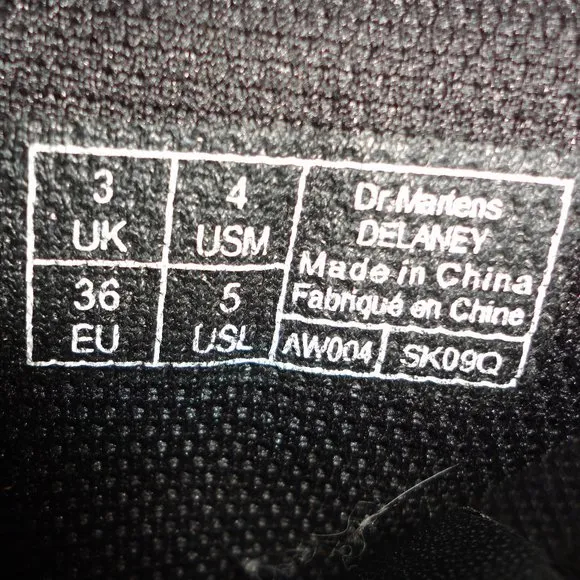 3
UK
4
USM
36
EU
5
USL
Dr.Martens
DELANEY
Made in China
Fabriqué en Chine
AW004
SK09Q